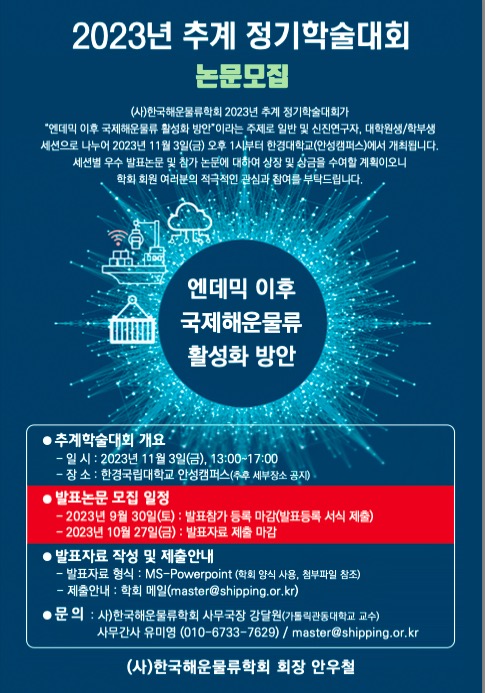 2023년 추계 정기학술대회
논문모집
(사)한국해운물류학회 2023년 추계 정기학술대회가
"엔데믹 이후 국제해운물류 활성화 방안"이라는 주제로 일반 및 신진연구자, 대학원생/학부생
세션으로 나누어 2023년 11월 3일(금) 오후 1시부터 한경대학교(안성캠퍼스)에서 개최됩니다.
세션별 우수 발표논문 및 참가 논문에 대하여 상장 및 상금을 수여할 계획이오니
학회 회원 여러분의 적극적인 관심과 참여를 부탁드립니다.
엔데믹 이후
국제해운물류
활성화 방안
● 추계학술대회 개요
- 일 시 : 2023년 11월 3일(금), 13:00~17:00
- 장 소 : 한경국립대학교 안성캠퍼스(추후 세부장소 공지)
● 발표논문 모집 일정
- 2023년 9월 30일(토) : 발표참가 등록 마감(발표등록 서식 제출)
- 2023년 10월 27일(금) : 발표자료 제출 마감
● 발표자료 작성 및 제출안내
- 발표자료 형식 : MS-Powerpoint (학회 양식 사용, 첨부파일 참조)
- 제출안내 : 학회 메일(master@shipping.or.kr)
● 문 의 : 사)한국해운물류학회 사무국장 강달원(가톨릭관동대학교 교수)
사무간사 유미영 (010-6733-7629) / master@shipping.or.kr
(사)한국해운물류학회 회장 안우철